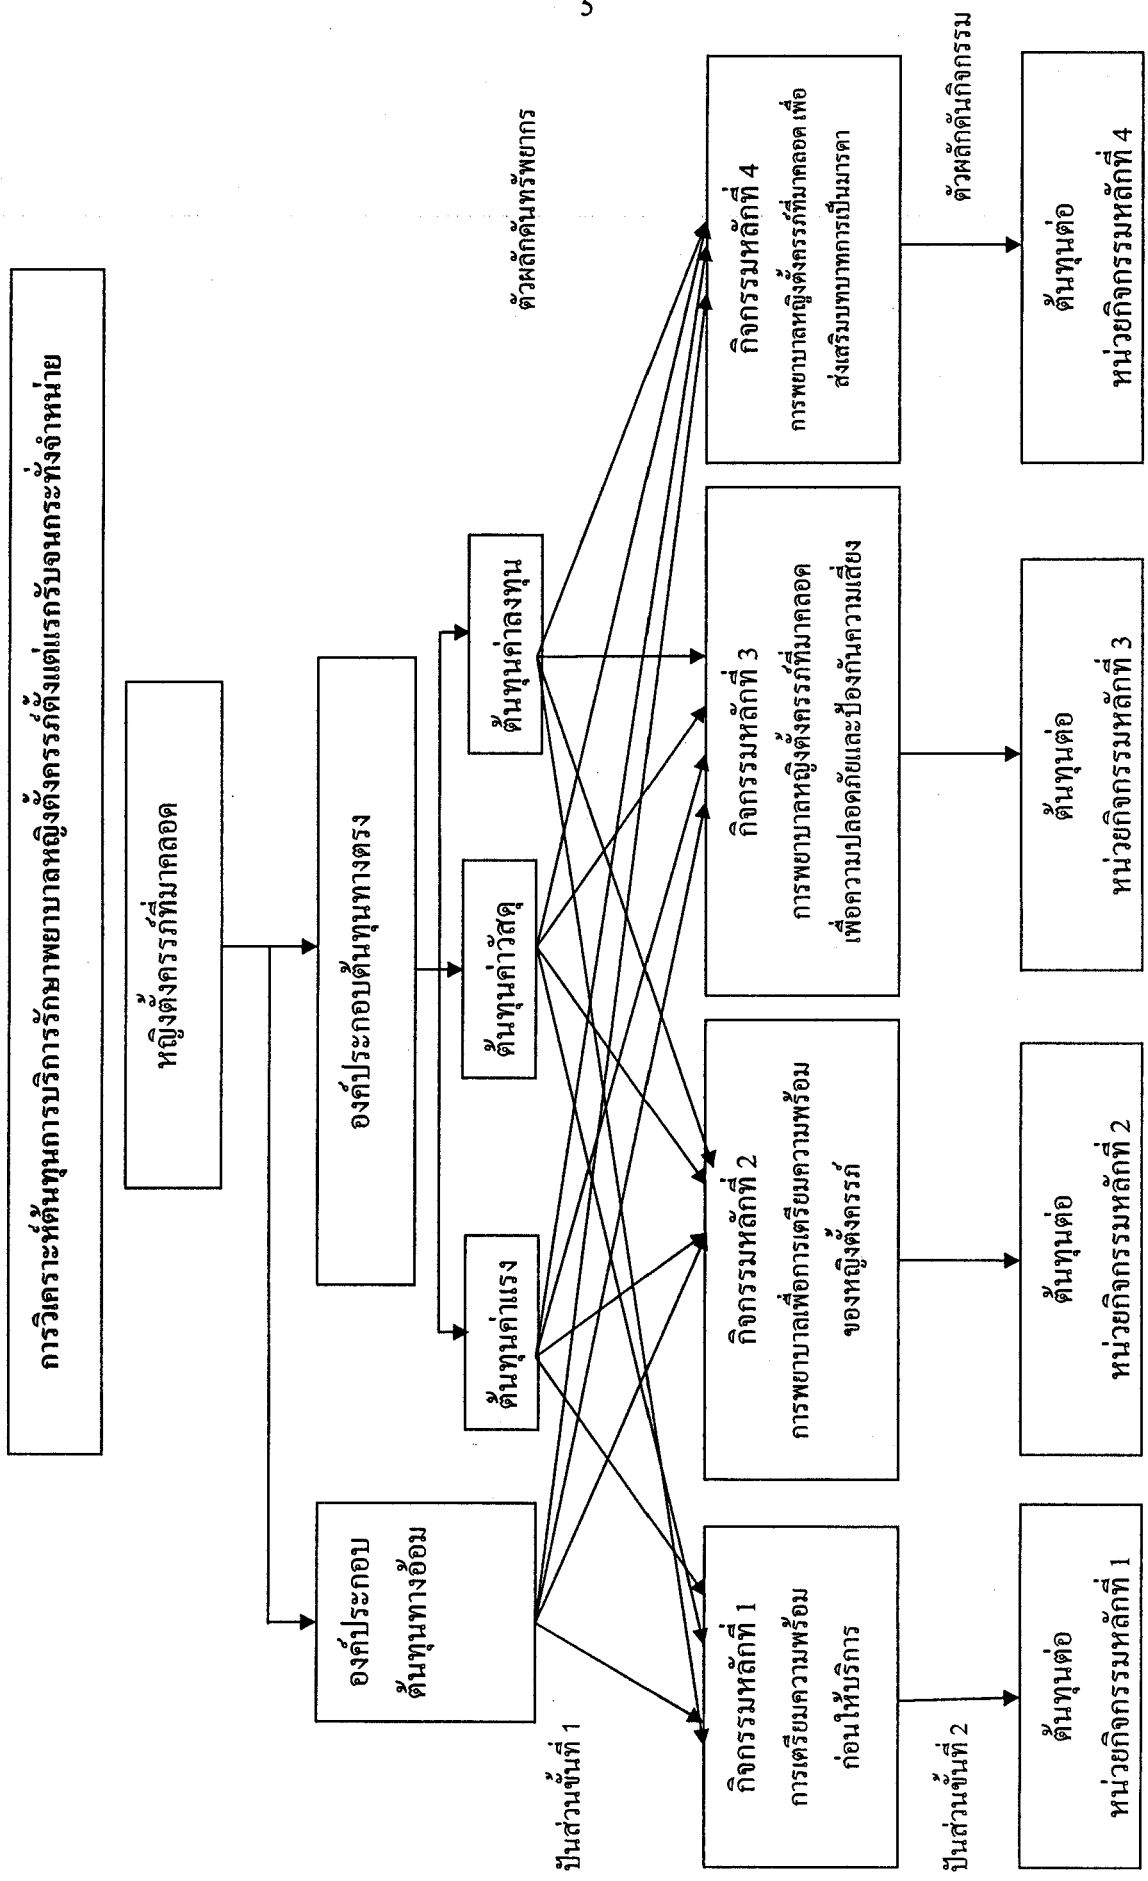 5
การวิเคราะห์ต้นทุนการบริการรักษาพยาบาลหญิงตั้งครรภ์ตั้งแต่แรกรับจนกระทั่งจำหน่าย
หญิงตั้งครรภ์ที่มาคลอด
องค์ประกอบ
ต้นทุนทางอ้อม
องค์ประกอบต้นทุนทางตรง
ต้นทุนค่าแรง
ต้นทุนค่าวัสดุ
ต้นทุนค่าลงทุน
ปันส่วนขั้นที่ 1
ตัวผลักดันทรัพยากร
กิจกรรมหลักที่ 1
การเตรียมความพร้อม
ก่อนให้บริการ
กิจกรรมหลักที่ 2
การพยาบาลเพื่อการเตรียมความพร้อม
ของหญิงตั้งครรภ์
กิจกรรมหลักที่ 3
การพยาบาลหญิงตั้งครรภ์ที่มาคลอด
เพื่อความปลอดภัยและป้องกันความเสี่ยง
กิจกรรมหลักที่ 4
การพยาบาลหญิงตั้งครรภ์ที่มาคลอด เพื่อ
ส่งเสริมบทบาทการเป็นมารดา
ปันส่วนขั้นที่ 2
ตัวผลักดันกิจกรรม
ต้นทุนต่อ
หน่วยกิจกรรมหลักที่ 1
ต้นทุนต่อ
หน่วยกิจกรรมหลักที่ 2
ต้นทุนต่อ
หน่วยกิจกรรมหลักที่ 3
ต้นทุนต่อ
หน่วยกิจกรรมหลักที่ 4